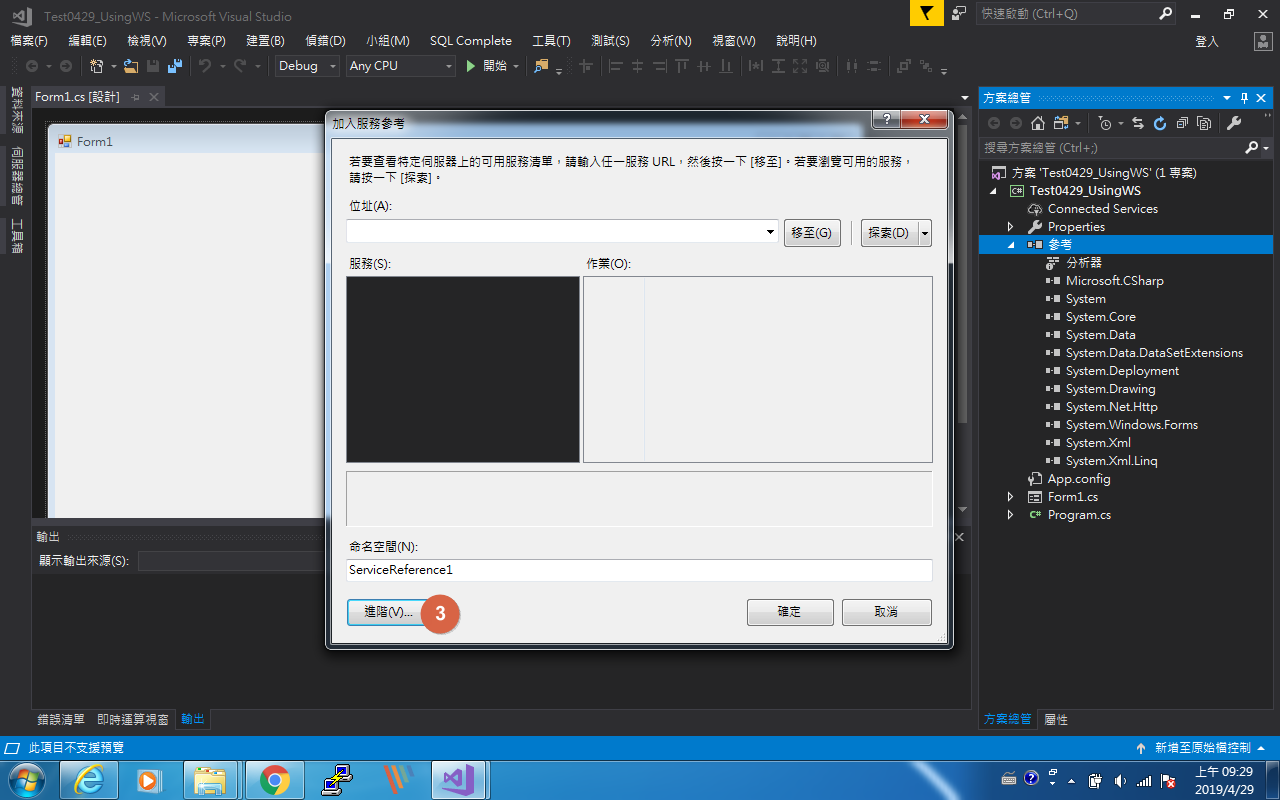 Test0429_UsingWS - Microsoft Visual Studio
快速啟動 (Ctrl+Q)
檔案(F) 編輯(E) 檢視(V) 專案(P) 建置(B) 偵錯(D) 小組(M) SQL Complete 工具(T) 測試(S) 分析(N) 視窗(W) 說明(H)
登入
Debug Any CPU 開始
資料來源
伺服器總管
工具箱
Form1.cs [設計]
Form1
加入服務參考
?
若要查看特定伺服器上的可用服務清單，請輸入任一服務 URL，然後按一下 [移至]。若要瀏覽可用的服務，
請按一下 [探索]。
位址(A):
移至(G) 探索(D)
服務(S): 作業(O):
命名空間(N):
ServiceReference1
進階(V)... 3 確定 取消
方案總管
搜尋方案總管 (Ctrl+;)
方案 'Test0429_UsingWS' (1 專案)
C# Test0429_UsingWS
Connected Services
Properties
參考
分析器
Microsoft.CSharp
System
System.Core
System.Data
System.Data.DataSetExtensions
System.Deployment
System.Drawing
System.Net.Http
System.Windows.Forms
System.Xml
System.Xml.Linq
App.config
Form1.cs
C# Program.cs
輸出
顯示輸出來源(S):
錯誤清單 即時運算視窗 輸出
方案總管 屬性
此項目不支援預覽
新增至原始檔控制
上午 09:29
2019/4/29